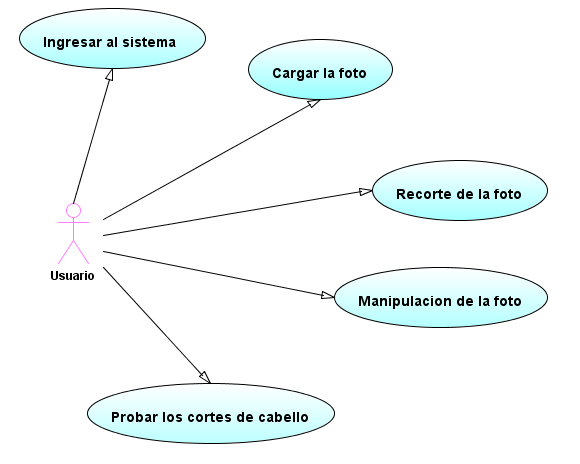 Ingresar al sistema
Cargar la foto
Recorte de la foto
Usuario
Manipulacion de la foto
Probar los cortes de cabello